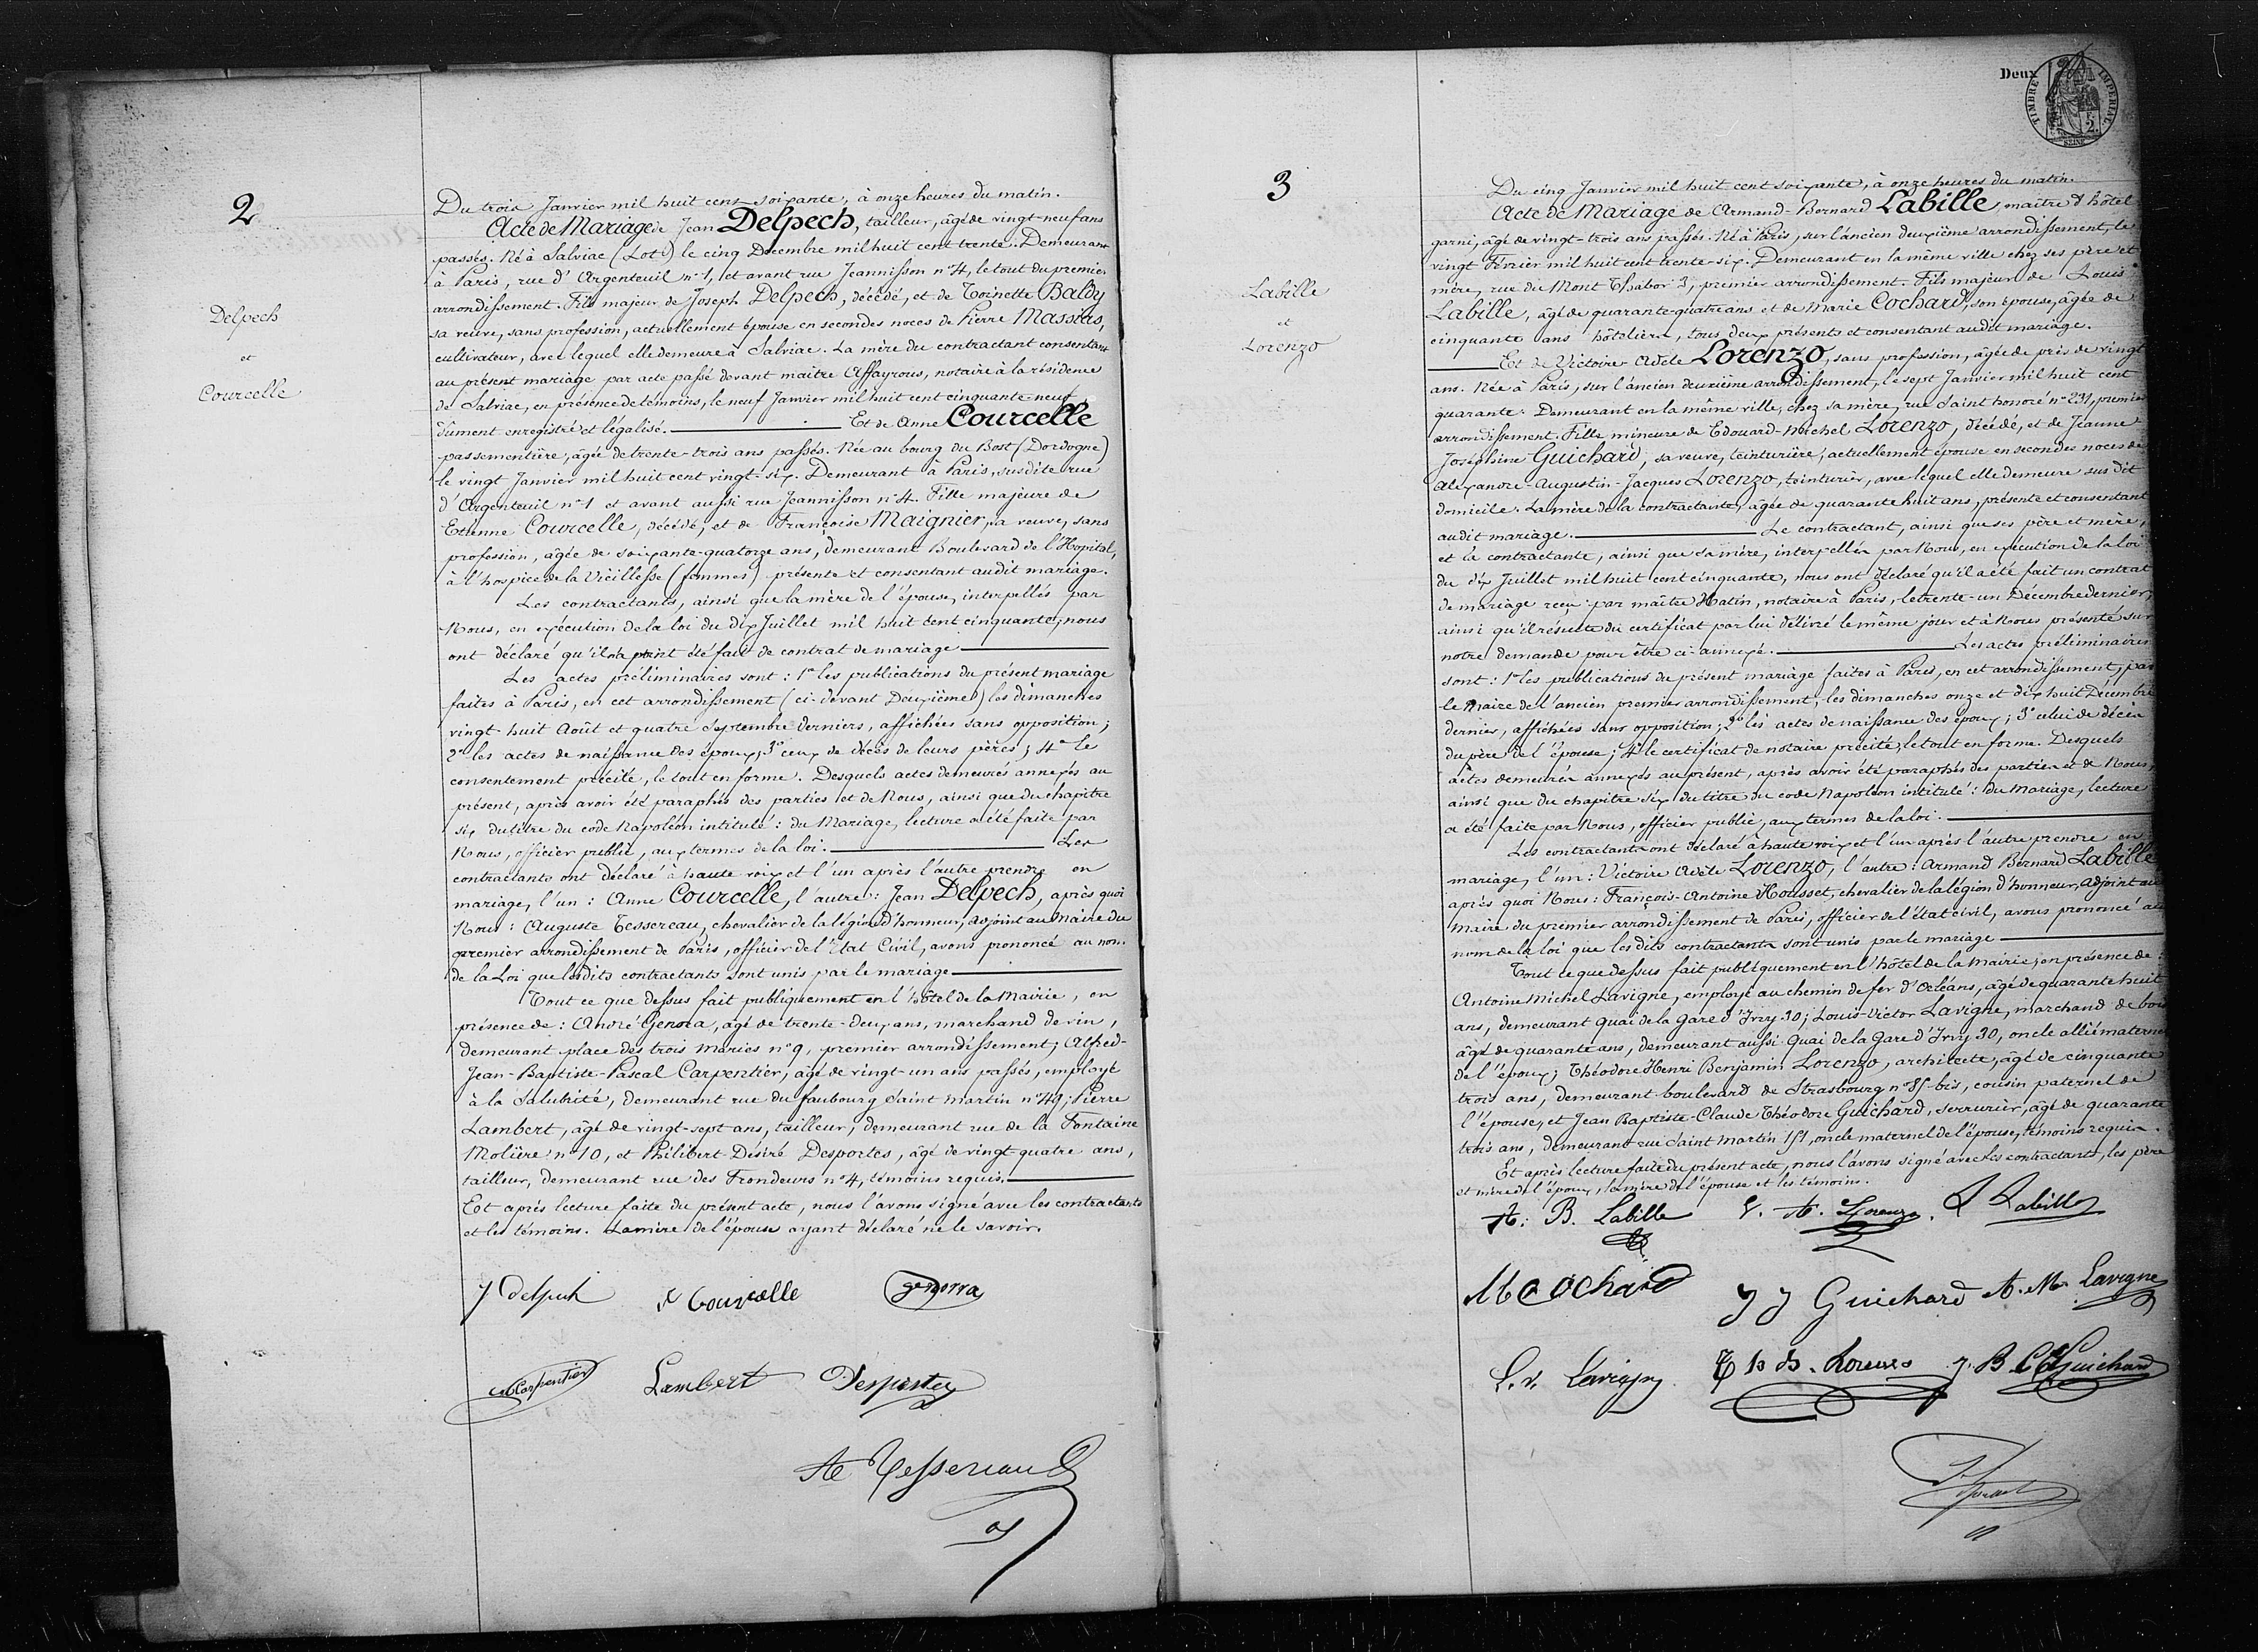 2
Delpech
et
Courcelle
Du trois Janvier mil huit cent soixante, à onze heures du matin.
Acte de Mariage de Jean Delpech, tailleur, âgé de vingt-neuf ans
passés. Né à Salviac (Lot) le cinq Décembre mil huit cent trente. Demeurant
à Paris, rue d'Argenteuil n° 1, et avant rue Jeannisson n° 4, le tout du premier
arrondissement. Fils majeur de Joseph Delpech, décédé, et de Toinette Baldy
sa veuve, sans profession, actuellement épouse en secondes noces de Pierre Massias,
cultivateur, avec lequel elle demeure à Salviac. La mère du contractant consentant
au présent mariage par acte passé devant maître Affayrous, notaire à la résidence
de Salviac, en présence de témoins, le neuf Janvier mil huit cent cinquante-neuf,
dûment enregistré et légalisé. Et de Anne Courcelle
passementière, âgée de trente-trois ans passés. Née au bourg du Bost (Dordogne)
le vingt Janvier mil huit cent vingt-six. Demeurant à Paris, susdite rue
d'Argenteuil n° 1 et avant aussi rue Jeannisson n° 4. Fille majeure de
Etienne Courcelle, décédé, et de Françoise Maignier, sa veuve, sans
profession, âgée de soixante-quatorze ans, demeurant Boulevard de l'Hopital,
à l'hospice de la Vieillesse (femmes) présente et consentant audit mariage.
Les contractants, ainsi que la mère de l'épouse, interpellés par
Nous, en exécution de la loi du dix Juillet mil huit cent cinquante, nous
ont déclaré qu'il n'a point été fait de contrat de mariage
Les actes préliminaires sont : 1° les publications du présent mariage
faites à Paris, en cet arrondissement (ci-devant Deuxième) les dimanches
vingt huit Août et quatre Septembre derniers, affichées sans opposition ;
2° les actes de naissance des époux ; 3° ceux de décès de leurs pères ; 4° le
consentement précité, le tout en forme. Desquels actes demeurés annexés au
présent, après avoir été paraphés des parties et de Nous, ainsi que du chapitre
six du titre du code Napoléon intitulé : du Mariage, lecture a été faite par
Nous, officier public, aux termes de la loi. Les
contractants ont déclaré à haute voix et l'un après l'autre prendre en
mariage, l'un : Anne Courcelle, l'autre : Jean Delpech, après quoi
Nous : Auguste Tessereau, chevalier de la légion d'honneur, adjoint au Maire du
premier arrondissement de Paris, officier de l'Etat Civil, avons prononcé au nom
de la Loi que lesdits contractants sont unis par le mariage
Tout ce que dessus fait publiquement en l'hôtel de la Mairie, en
présence de : André Genora, âgé de trente-deux ans, marchand de vin,
demeurant place des trois Maries n° 9, premier arrondissement ; Alfred-
Jean-Baptiste-Pascal Carpentier, âgé de vingt-un ans passés, employé
à la Salubrité, demeurant rue du faubourg Saint Martin n° 49 ; Pierre
Lambert, âgé de vingt-sept ans, tailleur, demeurant rue de la Fontaine
Molière n° 10, et Philibert Désiré Desportes, âgé de vingt quatre ans,
tailleur, demeurant rue des Frondeurs n° 4, témoins requis.
Et après lecture faite du présent acte, nous l'avons signé avec les contractants
et les témoins. La mère de l'épouse ayant déclaré ne le savoir.
J Delpech Courcelle genorra
Carpentier Lambert Desportes
Ate Tessereau
3
Labille
et
Lorenzo
Deux
TIMBRE IMPERIAL
2.
SEINE
Du cinq Janvier mil huit cent soixante, à onze heures du matin.
Acte de Mariage de Armand-Bernard Labille, maître d'hôtel
garni, âgé de vingt-trois ans passés. Né à Paris, sur l'ancien deuxième arrondissement, le
vingt Février mil huit cent trente-six. Demeurant en la même ville chez ses père et
mère, rue du Mont Thabor 3, premier arrondissement. Fils majeur de Louis
Labille, âgé de quarante-quatre ans et de Marie Cochard, son épouse, âgée de
cinquante ans hôtelière, tous deux présents et consentant audit mariage.
Et de Victoire Adèle Lorenzo, sans profession, âgée de près de vingt
ans. Née à Paris, sur l'ancien deuxième arrondissement, le sept Janvier mil huit cent
quarante. Demeurant en la même ville, chez sa mère, rue Saint honoré n° 231, premier
arrondissement. Fille mineure de Edouard-Michel Lorenzo, décédé, et de Jeanne
Joséphine Guichard, sa veuve, teinturière, actuellement épouse en secondes noces de
Alexandre-Augustin-Jacques Lorenzo, teinturier, avec lequel elle demeure sus dit
domicile. La mère de la contractante, âgée de quarante huit ans, présente et consentant
audit mariage. Le contractant, ainsi que ses père et mère,
et la contractante, ainsi que sa mère, interpellés par Nous, en exécution de la loi
du dix Juillet mil huit cent cinquante, nous ont déclaré qu'il a été fait un contrat
de mariage reçu par maître Hatin, notaire à Paris, le trente-un Décembre dernier,
ainsi qu'il résulte du certificat par lui délivré le même jour et à Nous présenté sur
notre demande pour être ci-annexé. Les actes préliminaires
sont : 1° les publications du présent mariage faites à Paris, en cet arrondissement, par
le Maire de l'ancien premier arrondissement, les dimanches onze et dix huit Décembre
dernier, affichées sans opposition ; 2° les actes de naissance des époux ; 3° celui de décès
du père de l'épouse ; 4° le certificat de notaire précité, le tout en forme. Desquels
actes demeurés annexés au présent, après avoir été paraphés des parties et de Nous,
ainsi que du chapitre six du titre du code Napoléon intitulé : du Mariage, lecture
a été faite par Nous, officier public, aux termes de la loi.
Les contractants ont déclaré à haute voix et l'un après l'autre prendre en
mariage, l'un : Victoire Adèle Lorenzo, l'autre : Armand Bernard Labille
après quoi Nous : François-Antoine Housset, chevalier de la légion d'honneur, adjoint au
Maire du premier arrondissement de Paris, officier de l'état civil, avons prononcé au
nom de la loi que lesdits contractants sont unis par le mariage
Tout ce que dessus fait publiquement en l'hôtel de la Mairie, en présence de :
Antoine Michel Lavigne, employé au chemin de fer d'Orléans, âgé de quarante huit
ans, demeurant Quai de la Gare d'Ivry 30 ; Louis-Victor Lavigne, marchand de bois
âgé de quarante ans, demeurant aussi Quai de la Gare d'Ivry 30, oncle allié maternel
de l'époux ; Théodore Henri Benjamin Lorenzo, architecte, âgé de cinquante
trois ans, demeurant boulevard de Strasbourg n° 85 bis, cousin paternel de
l'épouse, et Jean Baptiste-Claude Théodore Guichard, serrurier, âgé de quarante
trois ans, demeurant rue Saint Martin 151, oncle maternel de l'épouse, témoins requis.
Et après lecture faite du présent acte, nous l'avons signé avec les contractants, les père
et mère de l'époux, la mère de l'épouse et les témoins.
A. B. Labille V. A. Lorenzo L Labille
M Cochard J J Guichard A. M. Lavigne
L. V. Lavigne T h B. Lorenzo J. B. C T Guichard